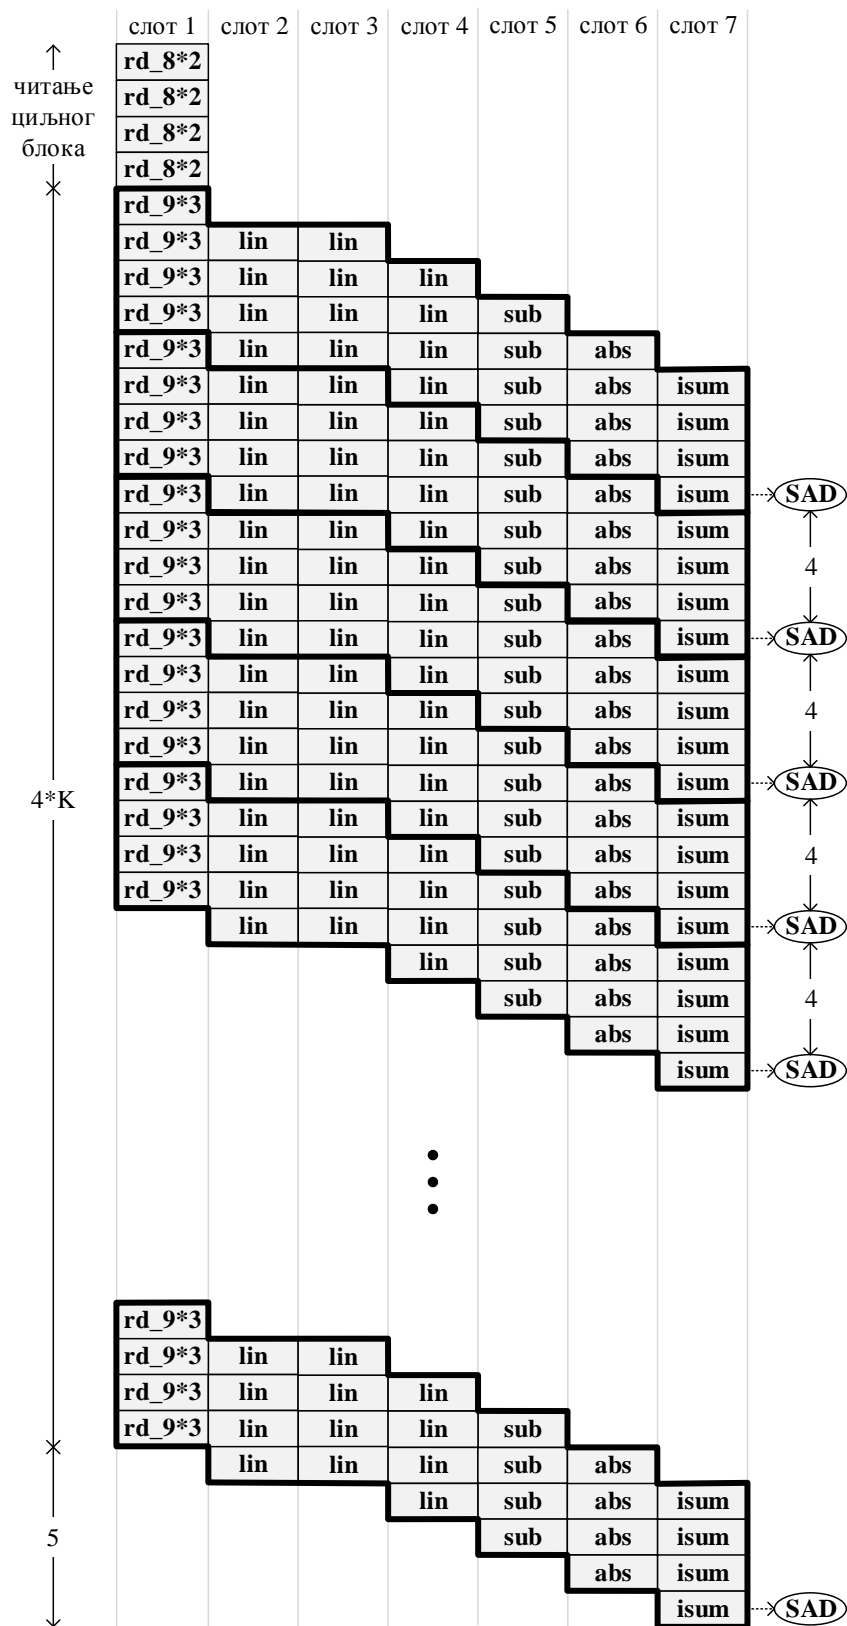 слот 1 слот 2 слот 3 слот 4 слот 5 слот 6 слот 7
rd_8*2
читање rd_8*2
циљног rd_8*2
блока rd_8*2
rd_9*3
rd_9*3 lin lin
rd_9*3 lin lin lin
rd_9*3 lin lin lin sub
rd_9*3 lin lin lin sub abs
rd_9*3 lin lin lin sub abs isum
rd_9*3 lin lin lin sub abs isum
rd_9*3 lin lin lin sub abs isum
rd_9*3 lin lin lin sub abs isum SAD
rd_9*3 lin lin lin sub abs isum
rd_9*3 lin lin lin sub abs isum 4
rd_9*3 lin lin lin sub abs isum
rd_9*3 lin lin lin sub abs isum SAD
rd_9*3 lin lin lin sub abs isum
rd_9*3 lin lin lin sub abs isum 4
rd_9*3 lin lin lin sub abs isum
rd_9*3 lin lin lin sub abs isum SAD
4*K
rd_9*3 lin lin lin sub abs isum
rd_9*3 lin lin lin sub abs isum 4
rd_9*3 lin lin lin sub abs isum
lin lin lin sub abs isum SAD
lin sub abs isum
sub abs isum 4
abs isum
isum SAD
rd_9*3
rd_9*3 lin lin
rd_9*3 lin lin lin
rd_9*3 lin lin lin sub
lin lin lin sub abs
lin sub abs isum
5 sub abs isum
abs isum
isum SAD